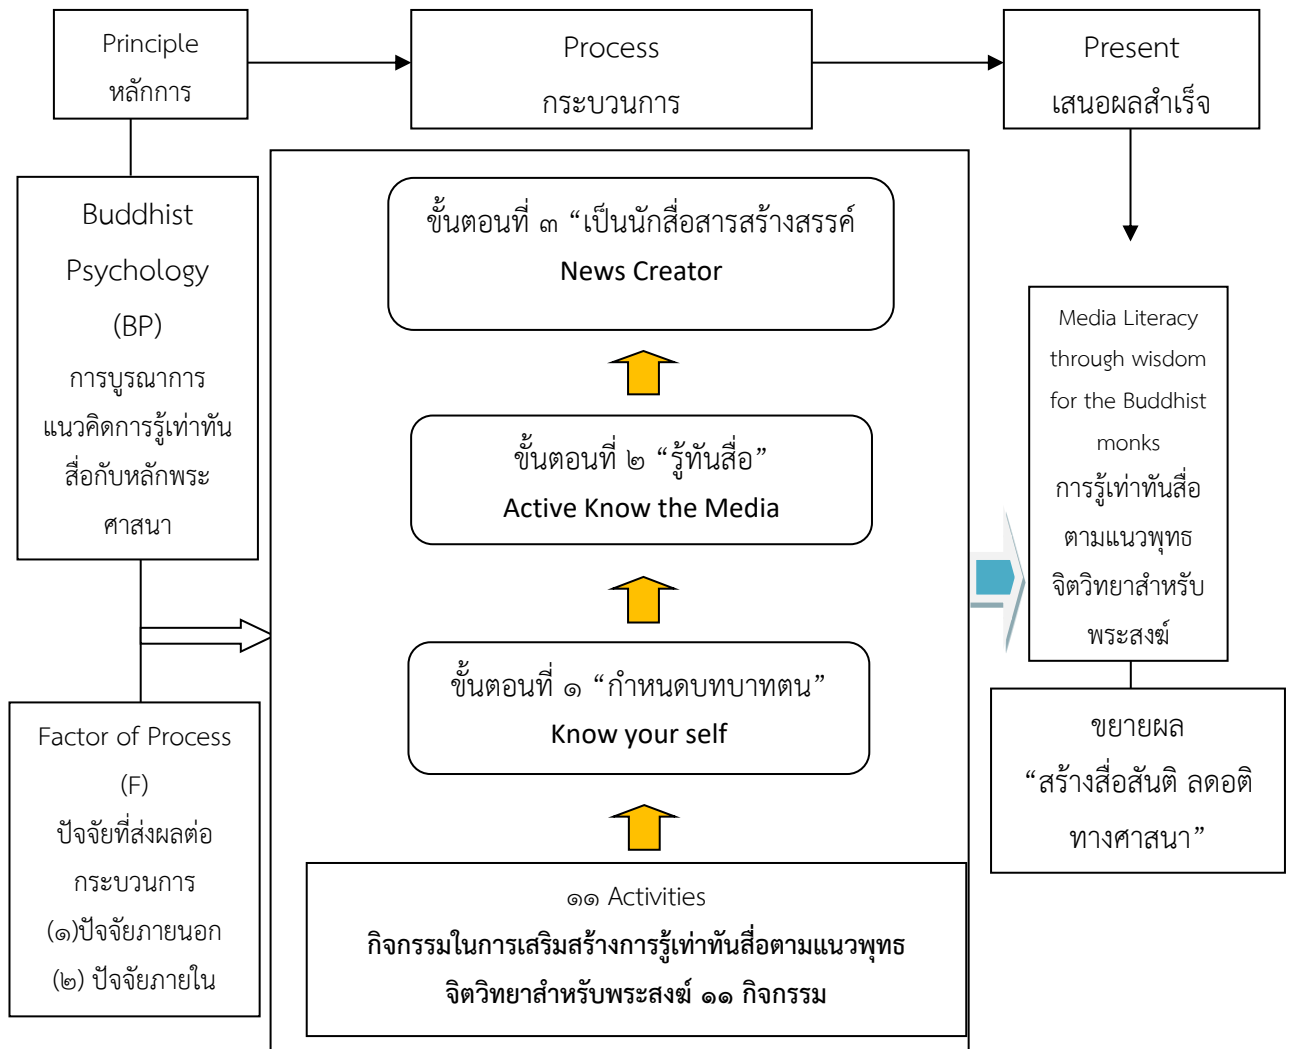 Principle
หลักการ
Process
กระบวนการ
Present
เสนอผลสำเร็จ
Buddhist
Psychology
(BP)
การบูรณาการ
แนวคิดการรู้เท่าทัน
สื่อกับหลักพระ
ศาสนา
Factor of Process
(F)
ปัจจัยที่ส่งผลต่อ
กระบวนการ
(๑)ปัจจัยภายนอก
(๒) ปัจจัยภายใน
ขั้นตอนที่ ๓ “เป็นนักสื่อสารสร้างสรรค์
News Creator
ขั้นตอนที่ ๒ “รู้ทันสื่อ”
Active Know the Media
ขั้นตอนที่ ๑ “กำหนดบทบาทตน”
Know your self
๑๑ Activities
กิจกรรมในการเสริมสร้างการรู้เท่าทันสื่อตามแนวพุทธ
จิตวิทยาสำหรับพระสงฆ์ ๑๑ กิจกรรม
Media Literacy
through wisdom
for the Buddhist
monks
การรู้เท่าทันสื่อ
ตามแนวพุทธ
จิตวิทยาสำหรับ
พระสงฆ์
ขยายผล
“สร้างสื่อสันติ ลดอติ
ทางศาสนา”